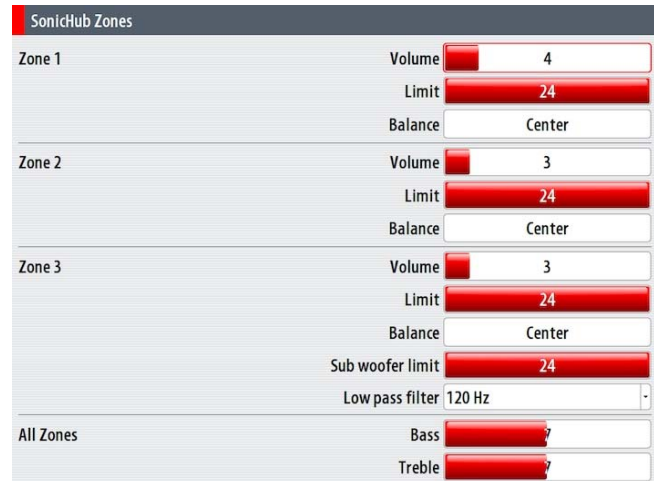 SonicHub Zones
Zone 1 Volume 4
Limit 24
Balance Center
Zone 2 Volume 3
Limit 24
Balance Center
Zone 3 Volume 3
Limit 24
Balance Center
Sub woofer limit 24
Low pass filter 120 Hz
All Zones Bass 7
Treble 7